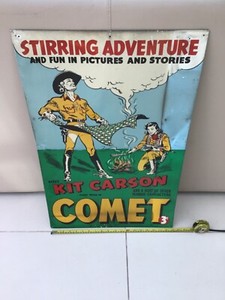 STIRRING ADVENTURE
AND FUN IN PICTURES AND STORIES
KIT CARSON
COMET
3ᴰ